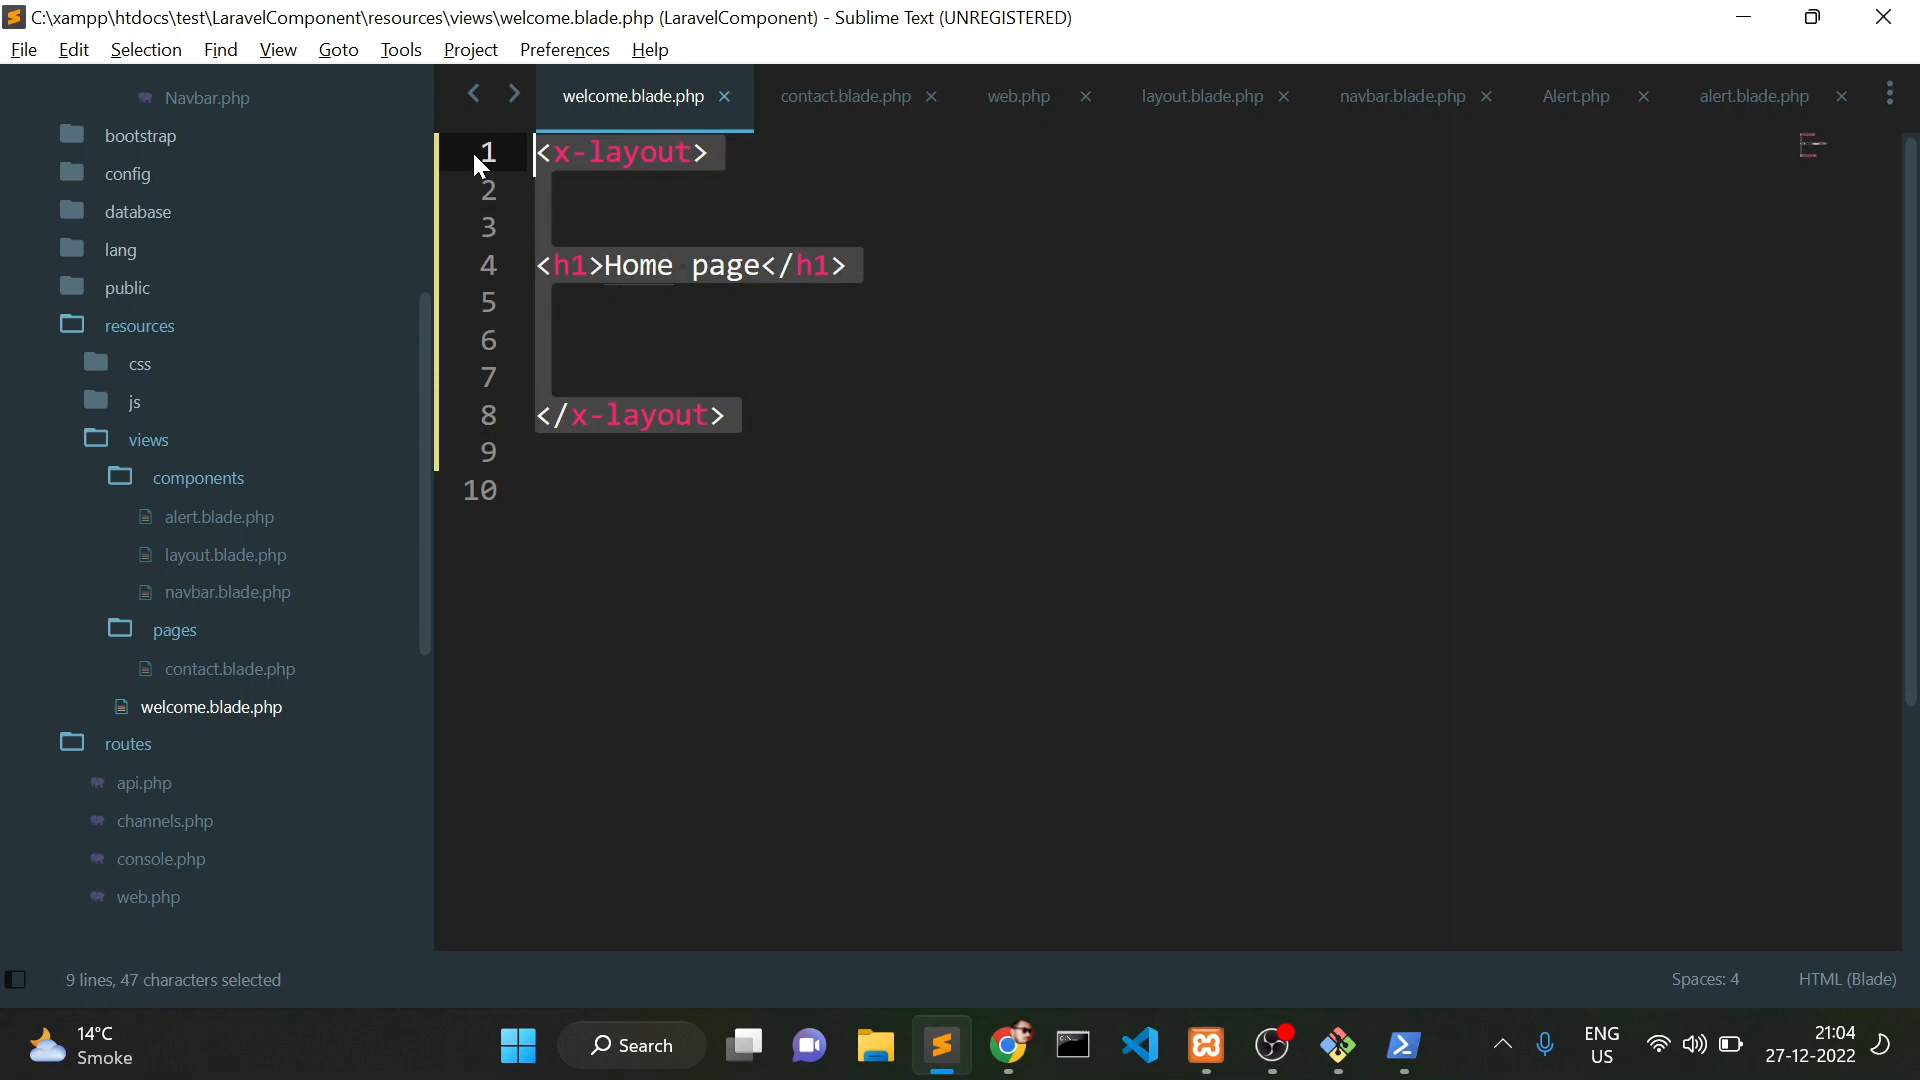 C:\xampp\htdocs\test\LaravelComponent\resources\views\welcome.blade.php (LaravelComponent) - Sublime Text (UNREGISTERED)
File Edit Selection Find View Goto Tools Project Preferences Help
Navbar.php
bootstrap
config
database
lang
public
resources
css
js
views
components
alert.blade.php
layout.blade.php
navbar.blade.php
pages
contact.blade.php
welcome.blade.php
routes
api.php
channels.php
console.php
web.php
welcome.blade.php contact.blade.php web.php layout.blade.php navbar.blade.php Alert.php alert.blade.php
1 <x-layout>
2
3
4 <h1>Home page</h1>
5
6
7
8 </x-layout>
9
10
9 lines, 47 characters selected
Spaces: 4 HTML (Blade)
14°C
Smoke
Search
ENG
US
21:04
27-12-2022